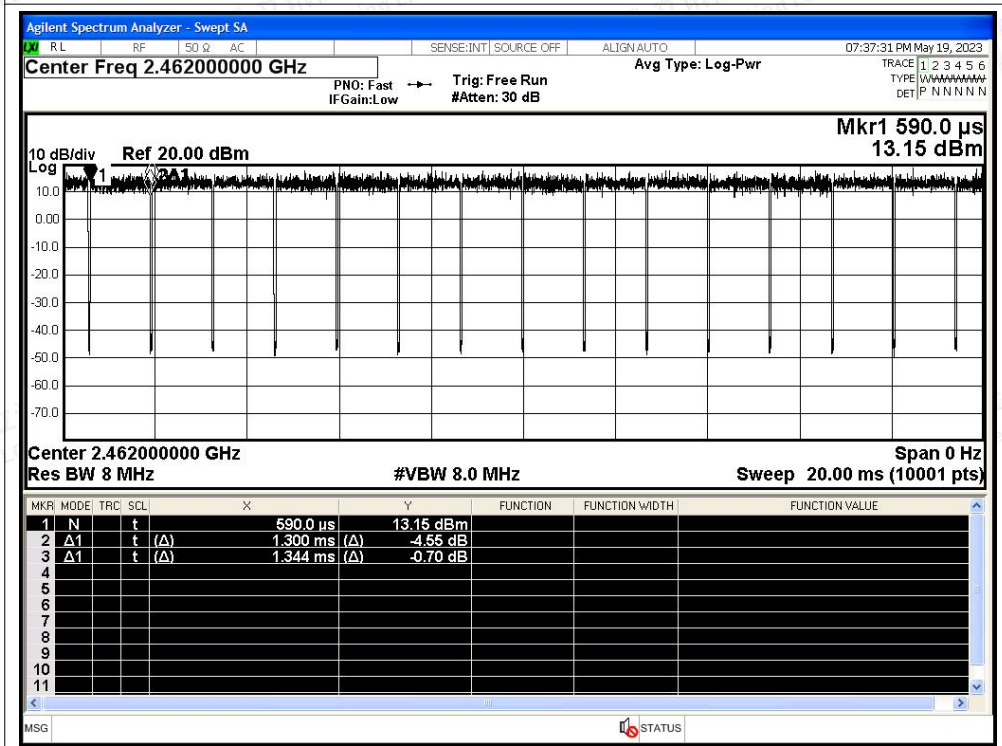 Agilent Spectrum Analyzer - Swept SA
LXI RL RF 50 Ω AC SENSE:INT SOURCE OFF ALIGN AUTO 07:37:31 PM May 19, 2023
Center Freq 2.462000000 GHz
PNO: Fast
IFGain:Low
Trig: Free Run
#Atten: 30 dB
Avg Type: Log-Pwr
TRACE 1 2 3 4 5 6
TYPE W
DET P N N N N N
Mkr1 590.0 µs
13.15 dBm
10 dB/div Ref 20.00 dBm
Log
1
2Δ1
10.0
0.00
-10.0
-20.0
-30.0
-40.0
-50.0
-60.0
-70.0
Center 2.462000000 GHz Span 0 Hz
Res BW 8 MHz #VBW 8.0 MHz Sweep 20.00 ms (10001 pts)
MKR MODE TRC SCL X Y FUNCTION FUNCTION WIDTH FUNCTION VALUE
1 N t 590.0 µs 13.15 dBm
2 Δ1 t (Δ) 1.300 ms (Δ) -4.55 dB
3 Δ1 t (Δ) 1.344 ms (Δ) -0.70 dB
4
5
6
7
8
9
10
11
MSG STATUS